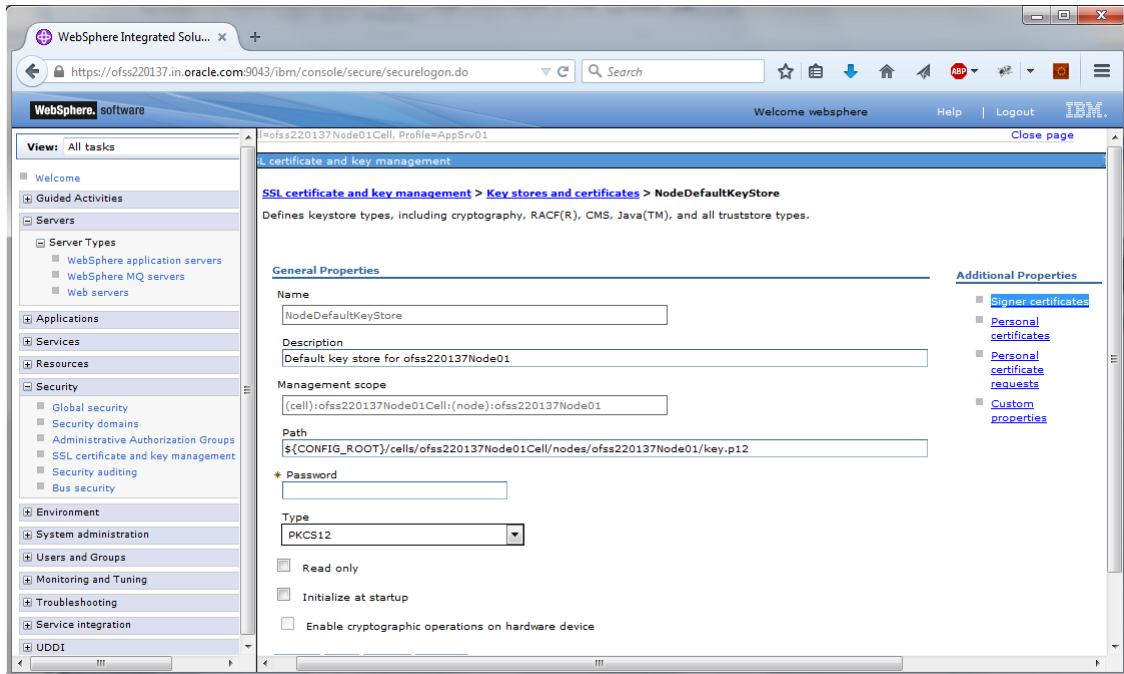 WebSphere Integrated Solu... ×
+
https://ofss220137.in.oracle.com:9043/ibm/console/secure/securelogon.do
Search
ABP
WebSphere. software
Welcome websphere
Help | Logout
IBM.
View: All tasks
Welcome
Guided Activities
Servers
Server Types
WebSphere application servers
WebSphere MQ servers
Web servers
Applications
Services
Resources
Security
Global security
Security domains
Administrative Authorization Groups
SSL certificate and key management
Security auditing
Bus security
Environment
System administration
Users and Groups
Monitoring and Tuning
Troubleshooting
Service integration
UDDI
ll=ofss220137Node01Cell, Profile=AppSrv01
Close page
SL certificate and key management
SSL certificate and key management > Key stores and certificates > NodeDefaultKeyStore
Defines keystore types, including cryptography, RACF(R), CMS, Java(TM), and all truststore types.
General Properties
Name
NodeDefaultKeyStore
Description
Default key store for ofss220137Node01
Management scope
(cell):ofss220137Node01Cell:(node):ofss220137Node01
Path
${CONFIG_ROOT}/cells/ofss220137Node01Cell/nodes/ofss220137Node01/key.p12
* Password
Type
PKCS12
Read only
Initialize at startup
Enable cryptographic operations on hardware device
Additional Properties
Signer certificates
Personal
certificates
Personal
certificate
requests
Custom
properties